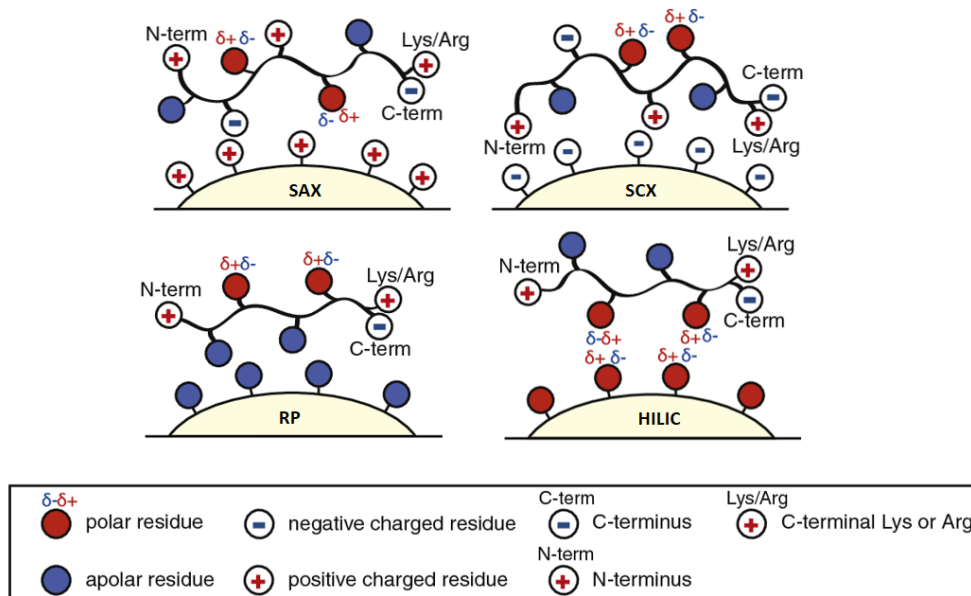 N-term
δ+ δ-
Lys/Arg
+
+
+
+
-
-
C-term
δ- δ+
+
+
+
+
+
SAX
δ+ δ-
δ+ δ-
-
C-term
-
+
+
+
N-term
Lys/Arg
-
-
-
-
-
SCX
N-term
δ+δ-
δ+δ-
Lys/Arg
+
+
-
C-term
RP
N-term
Lys/Arg
+
+
-
C-term
δ-δ+
δ+δ-
δ+ δ-
δ+ δ-
HILIC
δ-δ+
polar residue
- negative charged residue
C-term
- C-terminus
Lys/Arg
+ C-terminal Lys or Arg
apolar residue
+ positive charged residue
N-term
+ N-terminus